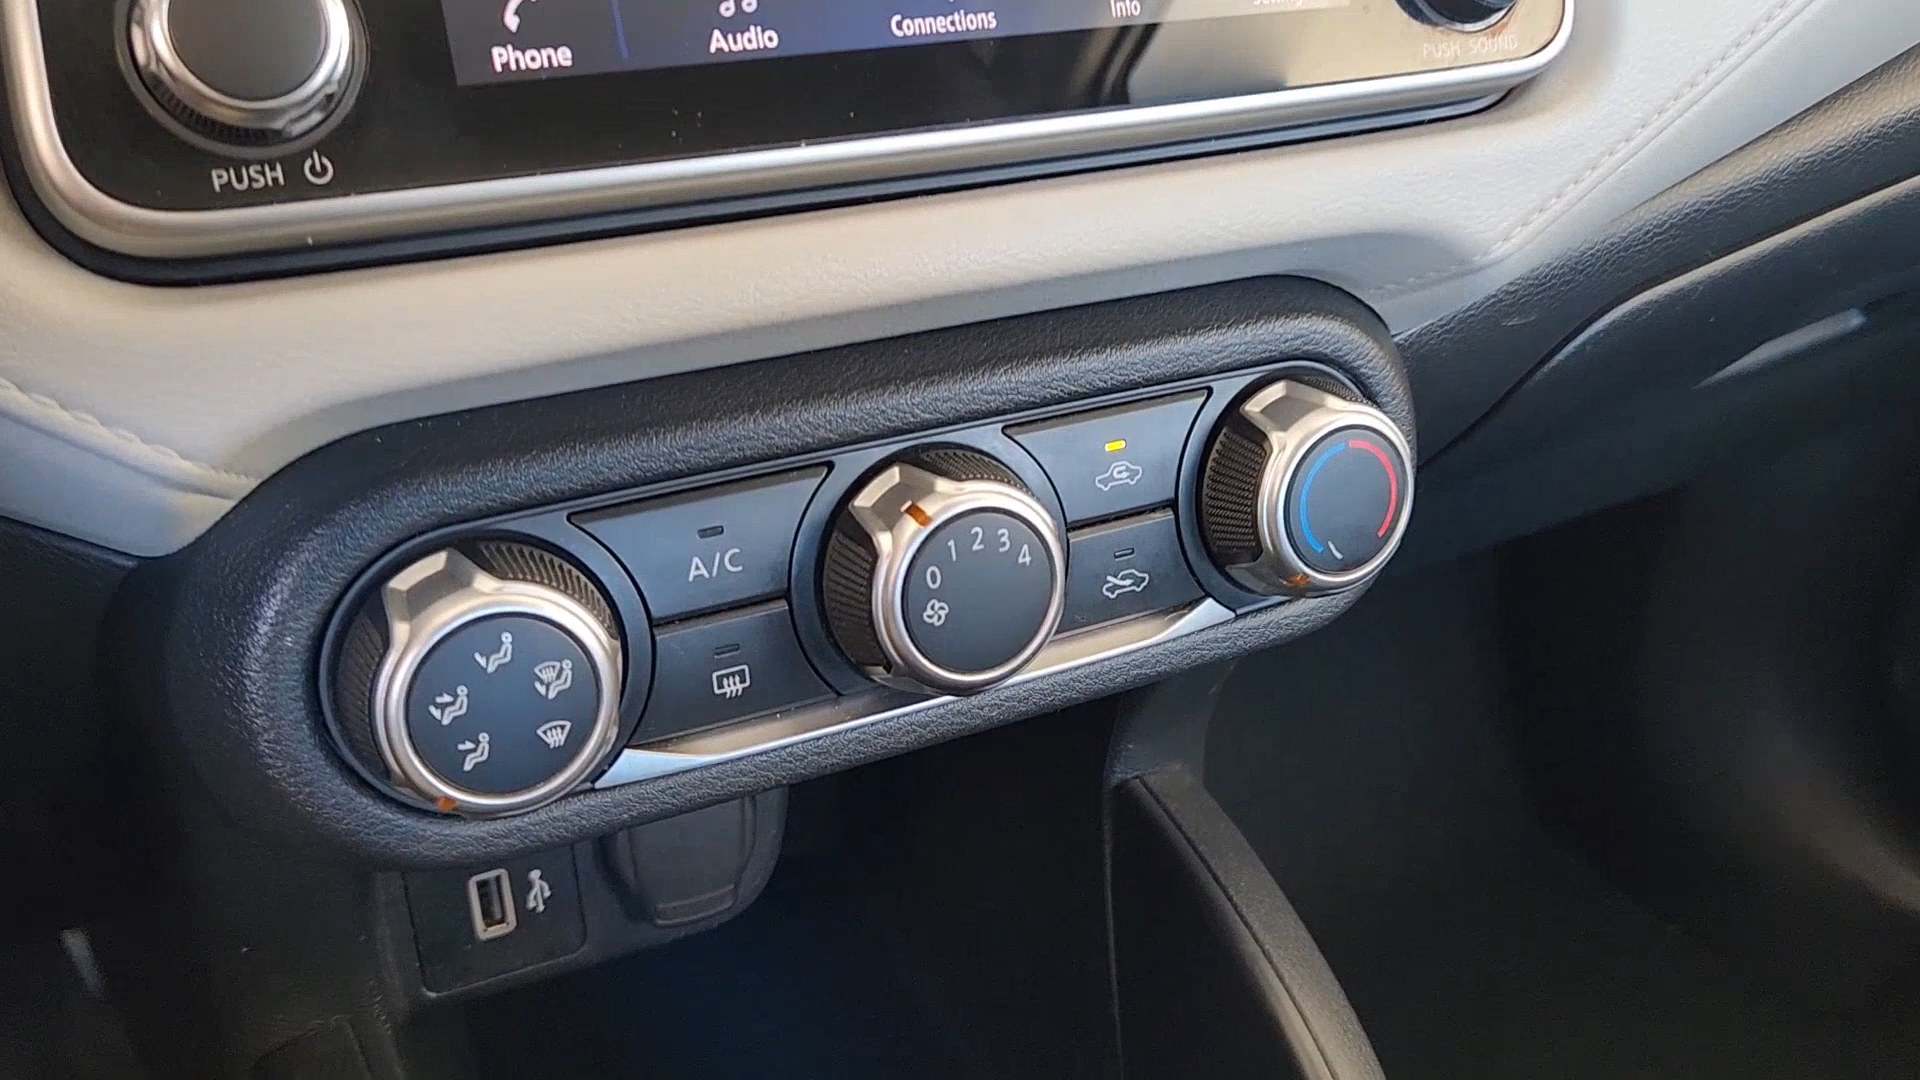 Phone
Audio
Connections
Info
PUSH SOUND
PUSH
A/C
0 1 2 3 4